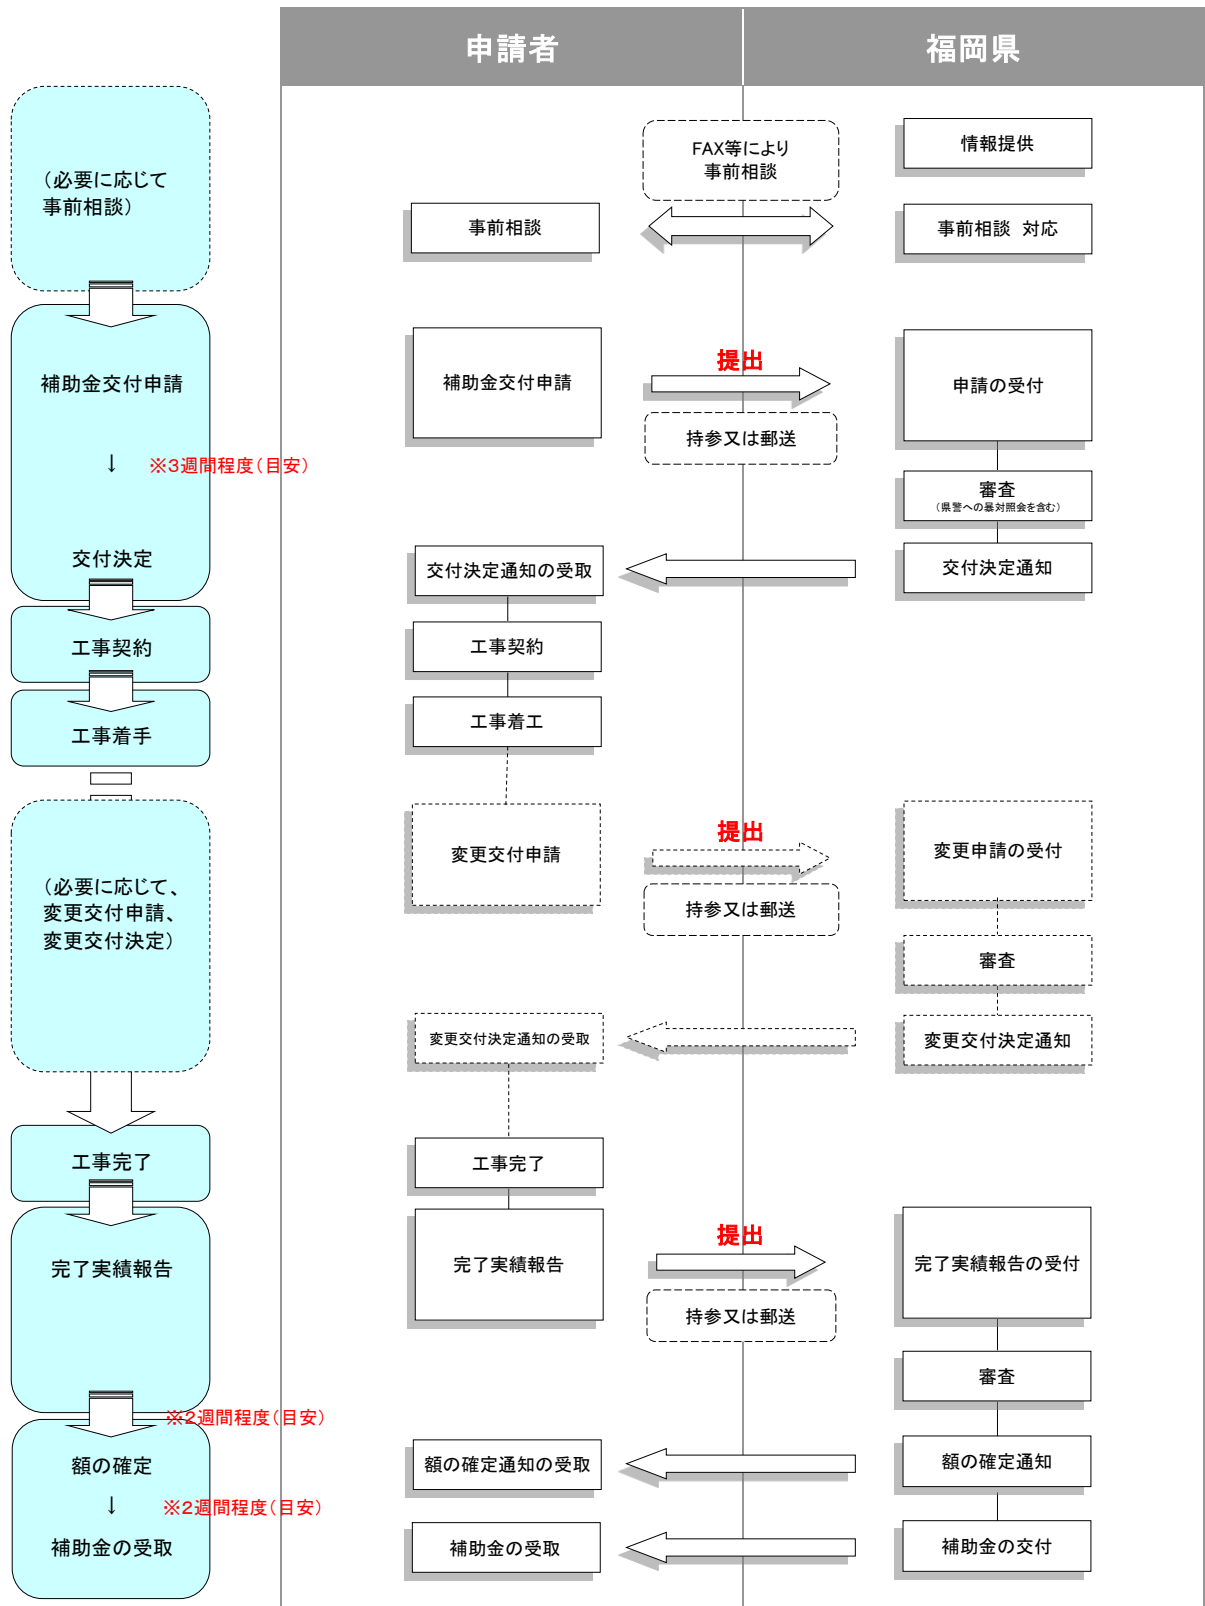 申請者
福岡県
（必要に応じて
事前相談）
FAX等により
事前相談
情報提供
事前相談
事前相談 対応
補助金交付申請
↓
※3週間程度（目安）
交付決定
補助金交付申請
提出
持参又は郵送
申請の受付
審査
（県警への暴対照会を含む）
交付決定通知の受取
交付決定通知
工事契約
工事契約
工事着手
工事着工
（必要に応じて、
変更交付申請、
変更交付決定）
変更交付申請
提出
持参又は郵送
変更申請の受付
審査
変更交付決定通知の受取
変更交付決定通知
工事完了
工事完了
完了実績報告
完了実績報告
提出
持参又は郵送
完了実績報告の受付
審査
※2週間程度（目安）
額の確定
額の確定通知の受取
額の確定通知
↓
※2週間程度（目安）
補助金の受取
補助金の受取
補助金の交付